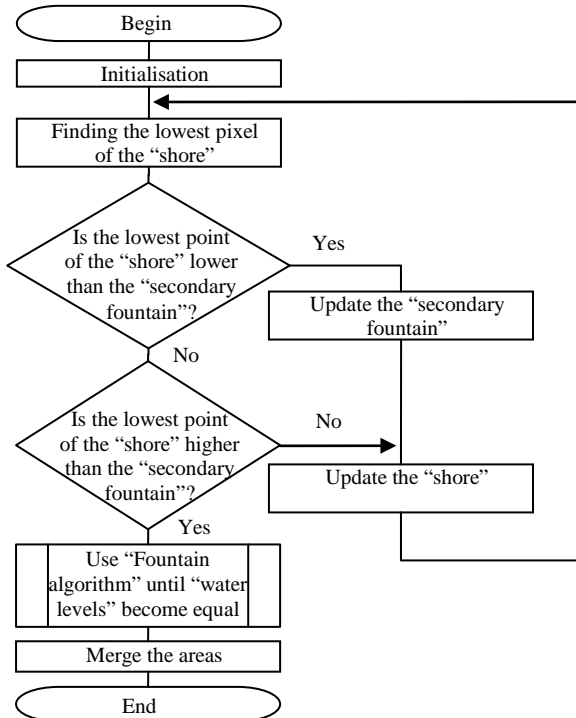 Begin
Initialisation
Finding the lowest pixel
of the “shore”
Is the lowest point
of the “shore” lower
than the “secondary
fountain”?
Yes
Update the “secondary
fountain”
No
Is the lowest point
of the “shore” higher
than the “secondary
fountain”?
No
Update the “shore”
Yes
Use “Fountain
algorithm” until “water
levels” become equal
Merge the areas
End